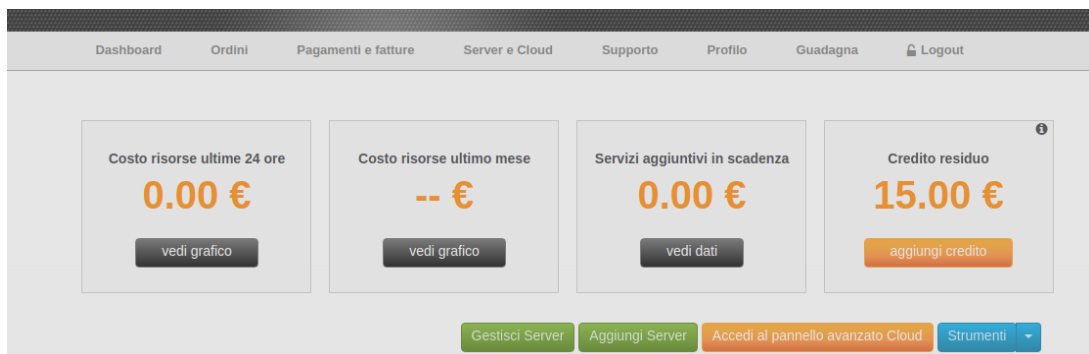 Dashboard Ordini Pagamenti e fatture Server e Cloud Supporto Profilo Guadagna Logout
Costo risorse ultime 24 ore
0.00 €
vedi grafico
Costo risorse ultimo mese
-- €
vedi grafico
Servizi aggiuntivi in scadenza
0.00 €
vedi dati
Credito residuo
15.00 €
aggiungi credito
Gestisci Server Aggiungi Server Accedi al pannello avanzato Cloud Strumenti